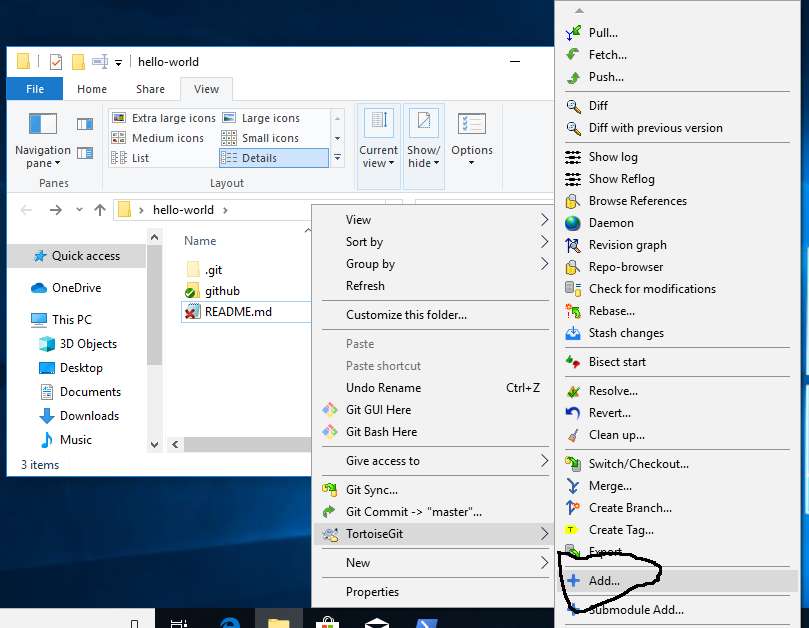 hello-world
File Home Share View
Extra large icons Large icons
Medium icons Small icons
List Details
Navigation pane
Current view
Show/ hide
Options
Panes
Layout
hello-world
Quick access
OneDrive
This PC
3D Objects
Desktop
Documents
Downloads
Music
Name
.git
github
README.md
3 items
View
Sort by
Group by
Refresh
Customize this folder...
Paste
Paste shortcut
Undo Rename Ctrl+Z
Git GUI Here
Git Bash Here
Give access to
Git Sync...
Git Commit -> "master"...
TortoiseGit
New
Properties
Pull...
Fetch...
Push...
Diff
Diff with previous version
Show log
Show Reflog
Browse References
Daemon
Revision graph
Repo-browser
Check for modifications
Rebase...
Stash changes
Bisect start
Resolve...
Revert...
Clean up...
Switch/Checkout...
Merge...
Create Branch...
Create Tag...
Export...
Add...
Submodule Add...